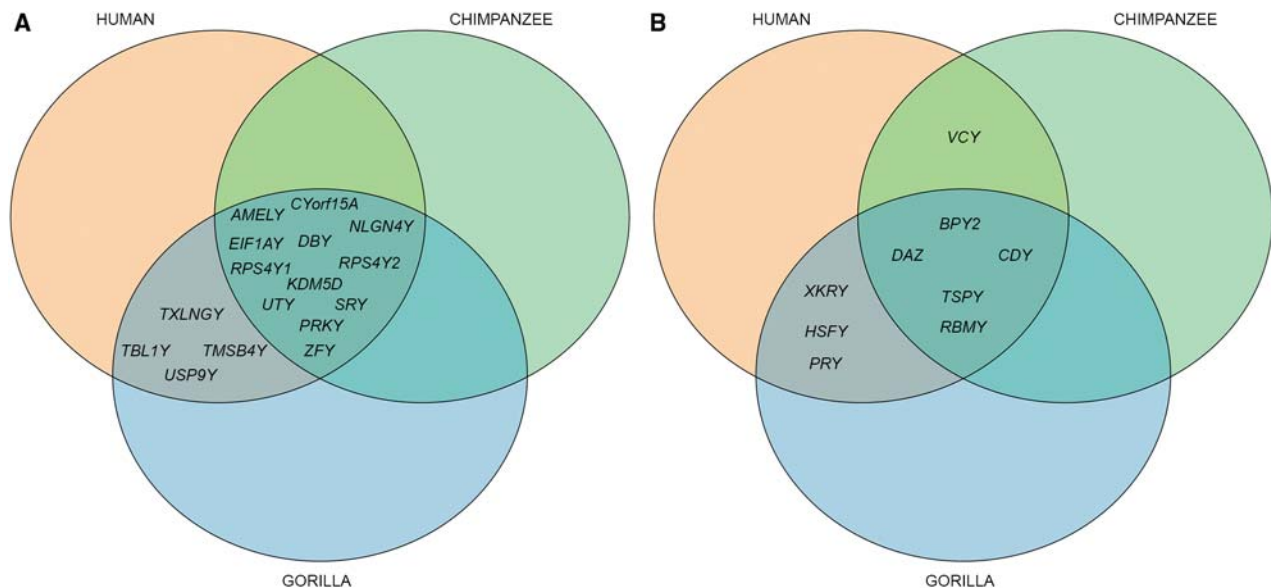 A
HUMAN
CHIMPANZEE
CYorf15A
AMELY
NLGN4Y
EIF1AY
DBY
RPS4Y1
RPS4Y2
KDM5D
UTY
SRY
PRKY
ZFY
TXLNGY
TBL1Y
TMSB4Y
USP9Y
GORILLA
B
HUMAN
CHIMPANZEE
VCY
BPY2
DAZ
CDY
TSPY
RBMY
XKRY
HSFY
PRY
GORILLA